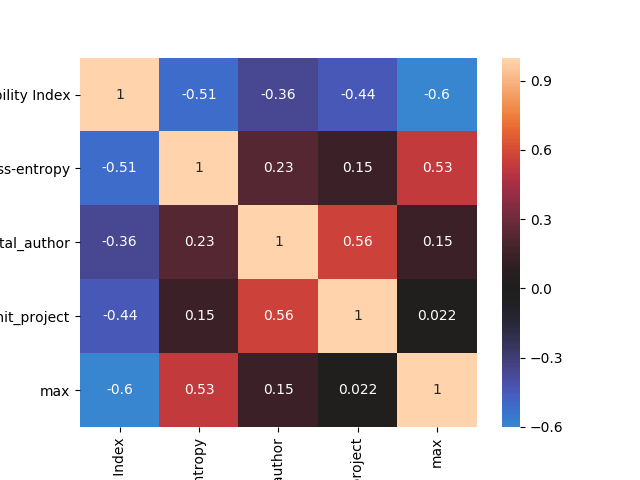 bility Index 1 -0.51 -0.36 -0.44 -0.6
ss-entropy -0.51 1 0.23 0.15 0.53
tal_author -0.36 0.23 1 0.56 0.15
nit_project -0.44 0.15 0.56 1 0.022
max -0.6 0.53 0.15 0.022 1
Index
ntropy
author
roject
max
0.9
0.6
0.3
0.0
−0.3
−0.6